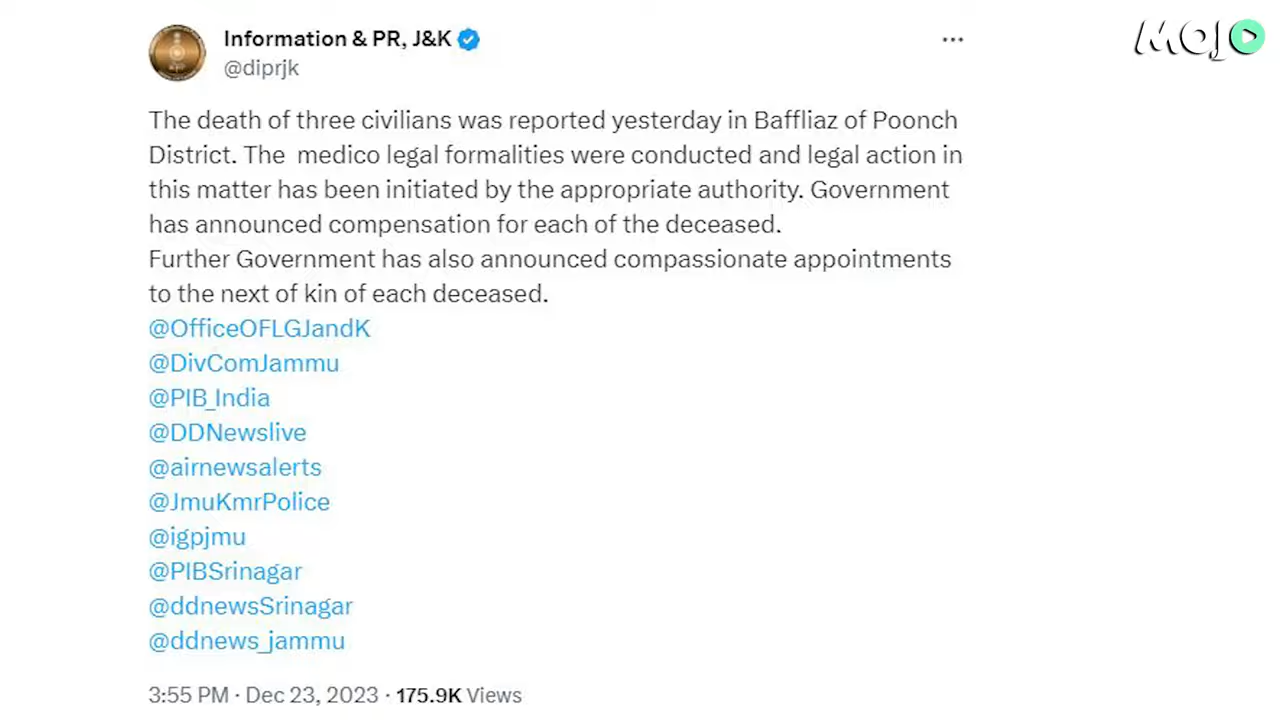 Information & PR, J&K
MOJO
@diprjk
The death of three civilians was reported yesterday in Baffliaz of Poonch
District. The  medico legal formalities were conducted and legal action in
this matter has been initiated by the appropriate authority. Government
has announced compensation for each of the deceased.
Further Government has also announced compassionate appointments
to the next of kin of each deceased.
@OfficeOFLGJandK
@DivComJammu
@PIB_India
@DDNewslive
@airnewsalerts
@JmuKmrPolice
@igpjmu
@PIBSrinagar
@ddnewsSrinagar
@ddnews_jammu
3:55 PM · Dec 23, 2023 · 175.9K Views